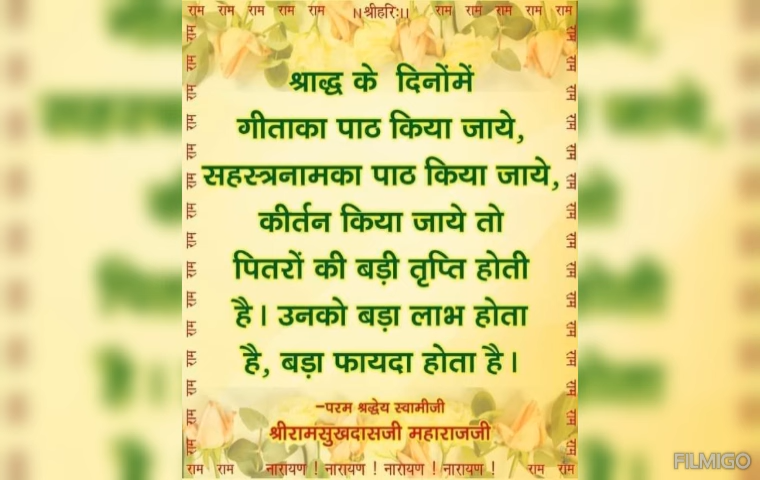 राम राम राम राम राम ॥श्रीहरिः॥ राम राम राम राम राम
श्राद्ध के दिनोंमें
गीताका पाठ किया जाये,
सहस्त्रनामका पाठ किया जाये,
कीर्तन किया जाये तो
पितरों की बड़ी तृप्ति होती
है। उनको बड़ा लाभ होता
है, बड़ा फायदा होता है।
-परम श्रद्धेय स्वामीजी
श्रीरामसुखदासजी महाराजजी
राम राम नारायण ! नारायण ! नारायण ! नारायण ! राम राम
राम राम राम राम राम राम राम राम राम राम राम राम राम राम
राम राम राम राम राम राम राम राम राम राम राम राम राम राम
FILMIGO